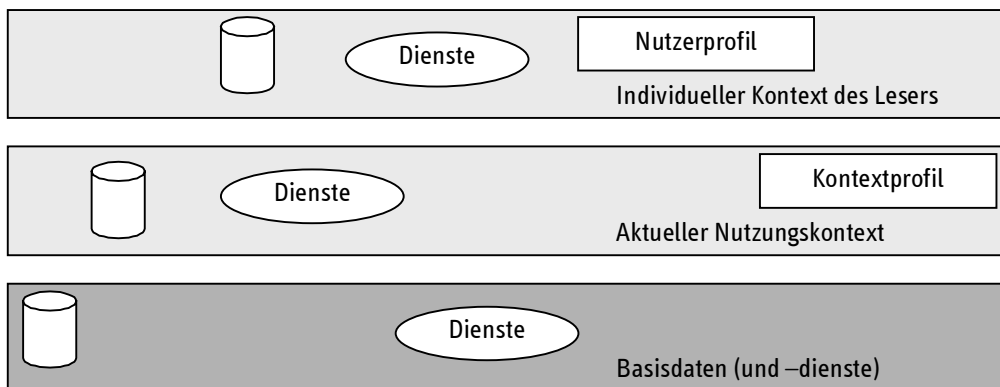 Dienste
Nutzerprofil
Individueller Kontext des Lesers
Dienste
Kontextprofil
Aktueller Nutzungskontext
Dienste
Basisdaten (und –dienste)